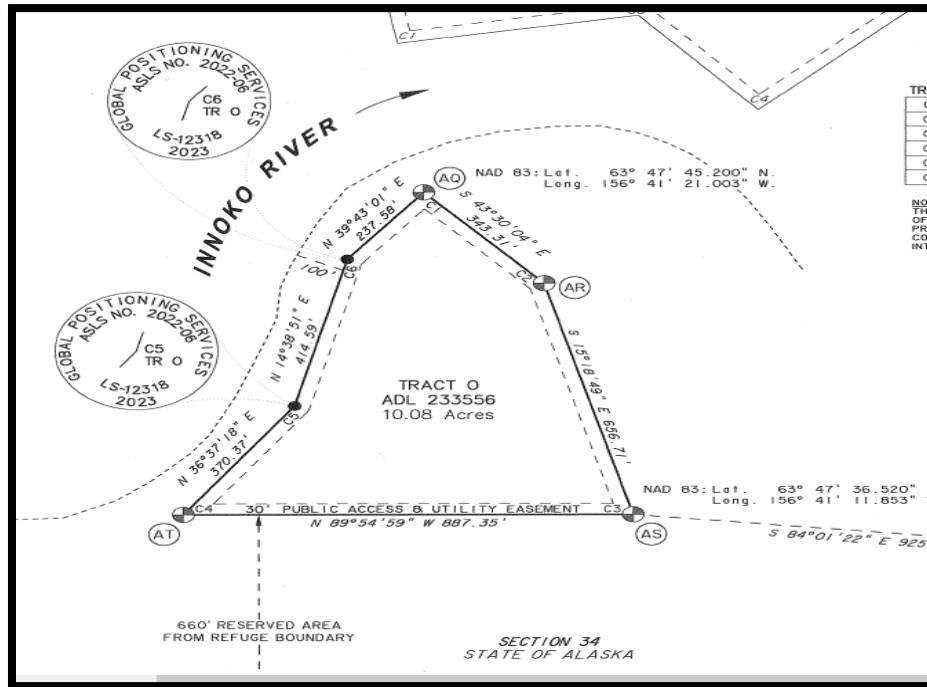 C1
C4
GLOBAL POSITIONING SERVICES
ASLS NO. 2022-06
C6
TR O
LS-12318
2023
INNOKO RIVER
AQ
NAD 83: Lat. 63° 47' 45.200" N.
Long. 156° 41' 21.003" W.
N 39°43'01" E
237.58'
S 43°30'04" E
343.31'
C6
100'
C2
AR
GLOBAL POSITIONING SERVICES
ASLS NO. 2022-06
C5
TR O
LS-12318
2023
N 14°38'51" E
414.59'
S 15°18'49" E 656.71'
TRACT O
ADL 233556
10.08 Acres
C5
N 36°37'18" E
370.37'
NAD 83: Lat. 63° 47' 36.520"
Long. 156° 41' 11.853"
C4
30' PUBLIC ACCESS & UTILITY EASEMENT
C3
N 89°54'59" W 887.35'
AT
AS
S 84°01'22" E 925
660' RESERVED AREA
FROM REFUGE BOUNDARY
SECTION 34
STATE OF ALASKA